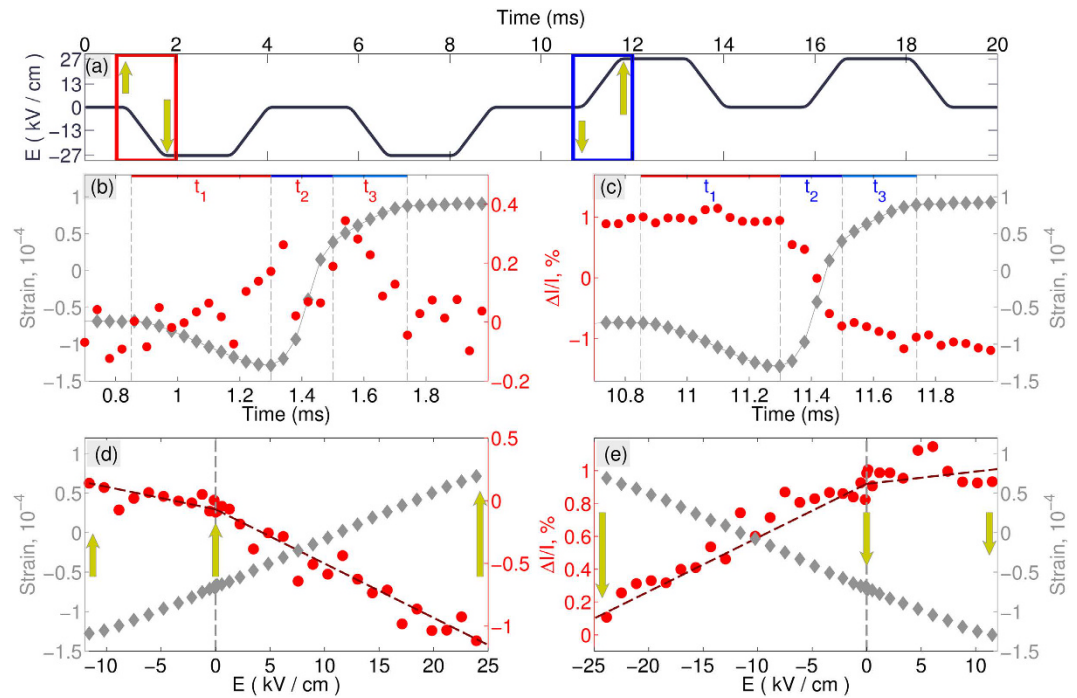 Time (ms)
0 2 4 6 8 10 12 14 16 18 20
(a)
E ( kV / cm )
27
13
0
−13
−27
(b)
t1 t2 t3
Strain, 10⁻⁴
1
0.5
0
−0.5
−1
−1.5
0.4
0.2
0
−0.2
0.8 1 1.2 1.4 1.6 1.8
Time (ms)
(c)
t1 t2 t3
ΔI/I, %
1
0
−1
1
0.5
0
−0.5
−1
−1.5
Strain, 10⁻⁴
10.8 11 11.2 11.4 11.6 11.8
Time (ms)
(d)
Strain, 10⁻⁴
1
0.5
0
−0.5
−1
−1.5
0.5
0
−0.5
−1
−10 −5 0 5 10 15 20 25
E ( kV / cm )
(e)
ΔI/I, %
1.0
0.8
0.6
0.4
0.2
0
1
0.5
0
−0.5
−1
−1.5
Strain, 10⁻⁴
−25 −20 −15 −10 −5 0 5 10
E ( kV / cm )